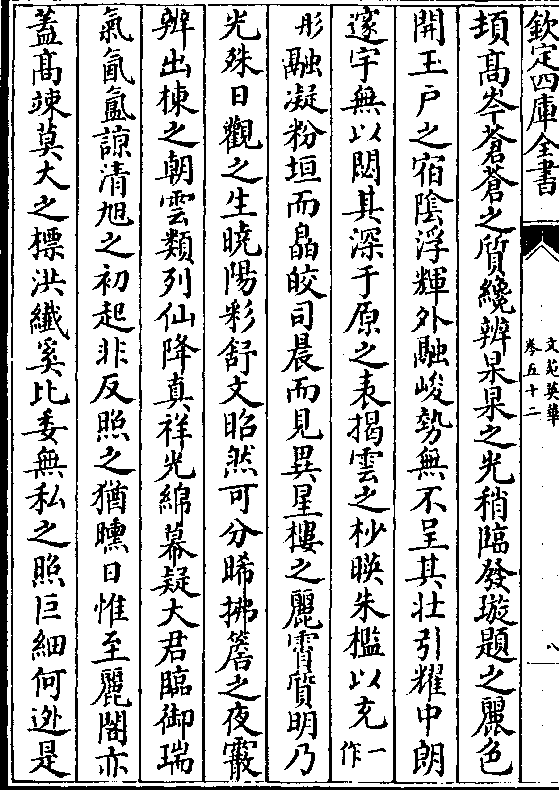 欽定四庫全書
文苑英華
卷五十二
八
頊高岑蒼蒼之質纔辨杲杲之光稍臨發璇題之麗色
開玉户之宿陰浮輝外融峻勢無不呈其壯引耀中朗
邃宇無以閟其深于原之表揭雲之杪暎朱檻以充一作
彤融凝粉垣而皛皎司晨而見異星樓之麗霄質明乃
光殊日觀之生曉陽彩舒文昭然可分晞拂簷之夜霰
辨出棟之朝雲類列仙降真祥光綿幕疑大君臨御瑞
氣氤氲諒清旭之初起非反照之猶曛日惟至麗閣亦
蓋高竦莫大之標洪纖奚比委無私之照巨細何逃是